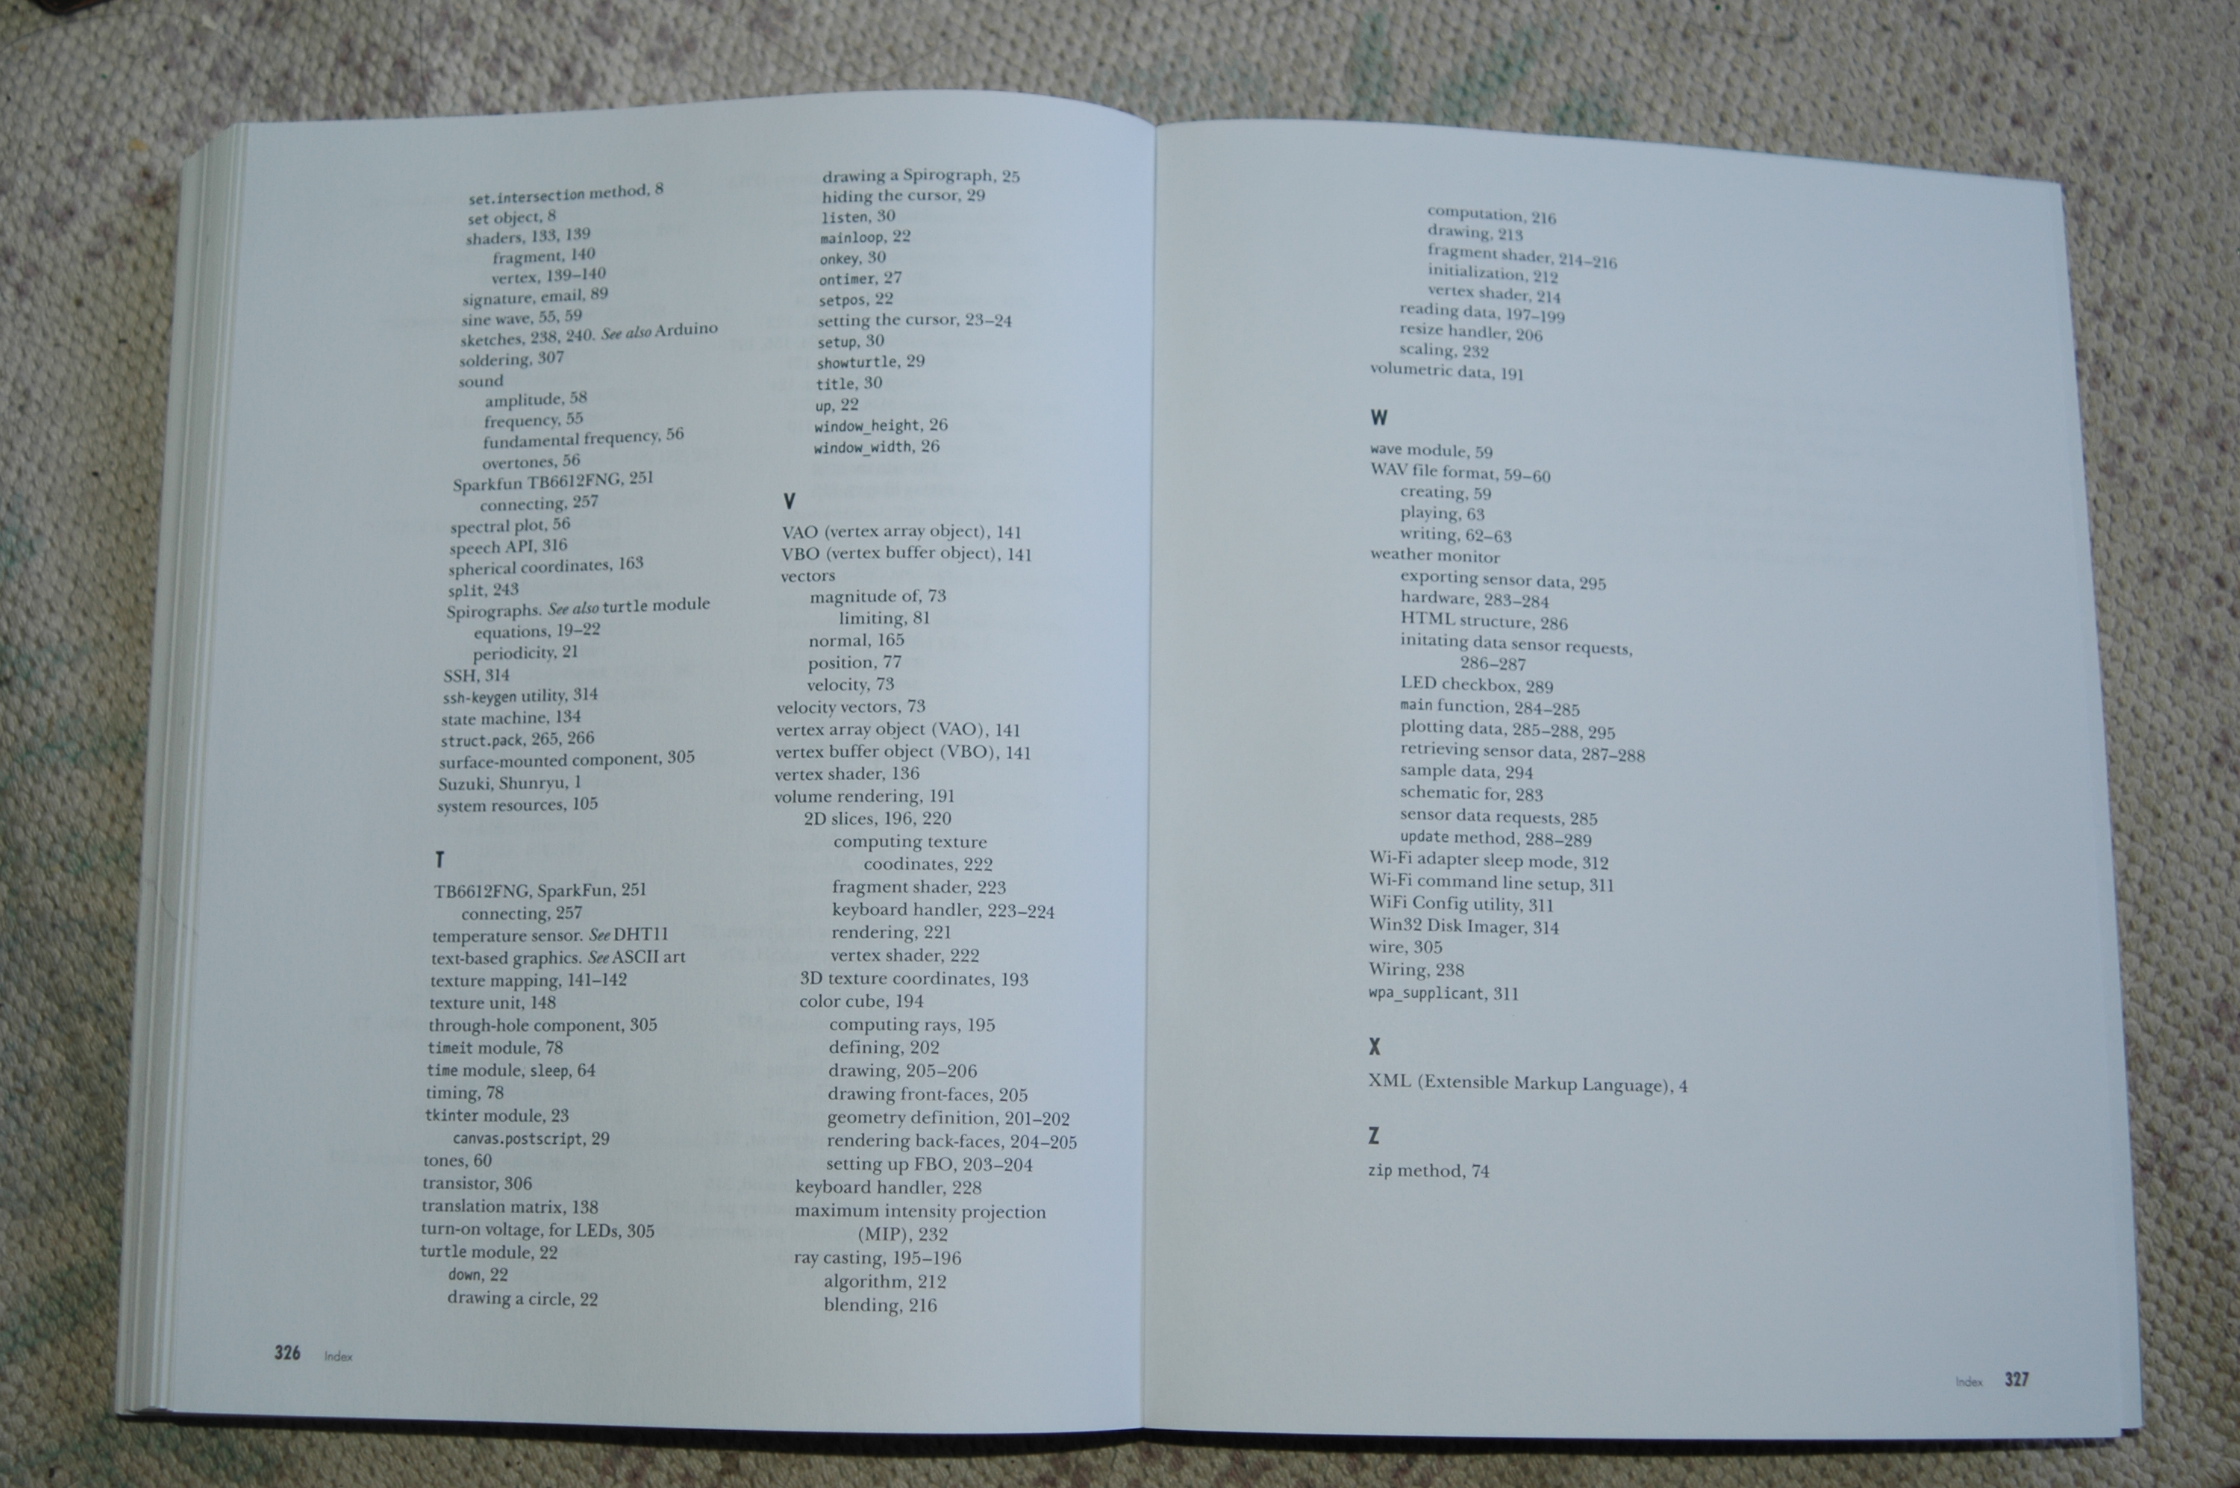 set.intersection method, 8
set object, 8
shaders, 133, 139
fragment, 140
vertex, 139–140
signature, email, 89
sine wave, 55, 59
sketches, 238, 240. See also Arduino
soldering, 307
sound
amplitude, 58
frequency, 55
fundamental frequency, 56
overtones, 56
Sparkfun TB6612FNG, 251
connecting, 257
spectral plot, 56
speech API, 316
spherical coordinates, 163
split, 243
Spirographs. See also turtle module
equations, 19–22
periodicity, 21
SSH, 314
ssh-keygen utility, 314
state machine, 134
struct.pack, 265, 266
surface-mounted component, 305
Suzuki, Shunryu, 1
system resources, 105
T
TB6612FNG, SparkFun, 251
connecting, 257
temperature sensor. See DHT11
text-based graphics. See ASCII art
texture mapping, 141–142
texture unit, 148
through-hole component, 305
timeit module, 78
time module, sleep, 64
timing, 78
tkinter module, 23
canvas.postscript, 29
tones, 60
transistor, 306
translation matrix, 138
turn-on voltage, for LEDs, 305
turtle module, 22
down, 22
drawing a circle, 22
drawing a Spirograph, 25
hiding the cursor, 29
listen, 30
mainloop, 22
onkey, 30
ontimer, 27
setpos, 22
setting the cursor, 23–24
setup, 30
showturtle, 29
title, 30
up, 22
window_height, 26
window_width, 26
V
VAO (vertex array object), 141
VBO (vertex buffer object), 141
vectors
magnitude of, 73
limiting, 81
normal, 165
position, 77
velocity, 73
velocity vectors, 73
vertex array object (VAO), 141
vertex buffer object (VBO), 141
vertex shader, 136
volume rendering, 191
2D slices, 196, 220
computing texture
coodinates, 222
fragment shader, 223
keyboard handler, 223–224
rendering, 221
vertex shader, 222
3D texture coordinates, 193
color cube, 194
computing rays, 195
defining, 202
drawing, 205–206
drawing front-faces, 205
geometry definition, 201–202
rendering back-faces, 204–205
setting up FBO, 203–204
keyboard handler, 228
maximum intensity projection
(MIP), 232
ray casting, 195–196
algorithm, 212
blending, 216
326 Index
computation, 216
drawing, 213
fragment shader, 214–216
initialization, 212
vertex shader, 214
reading data, 197–199
resize handler, 206
scaling, 232
volumetric data, 191
W
wave module, 59
WAV file format, 59–60
creating, 59
playing, 63
writing, 62–63
weather monitor
exporting sensor data, 295
hardware, 283–284
HTML structure, 286
initating data sensor requests,
286–287
LED checkbox, 289
main function, 284–285
plotting data, 285–288, 295
retrieving sensor data, 287–288
sample data, 294
schematic for, 283
sensor data requests, 285
update method, 288–289
Wi-Fi adapter sleep mode, 312
Wi-Fi command line setup, 311
WiFi Config utility, 311
Win32 Disk Imager, 314
wire, 305
Wiring, 238
wpa_supplicant, 311
X
XML (Extensible Markup Language), 4
Z
zip method, 74
Index 327